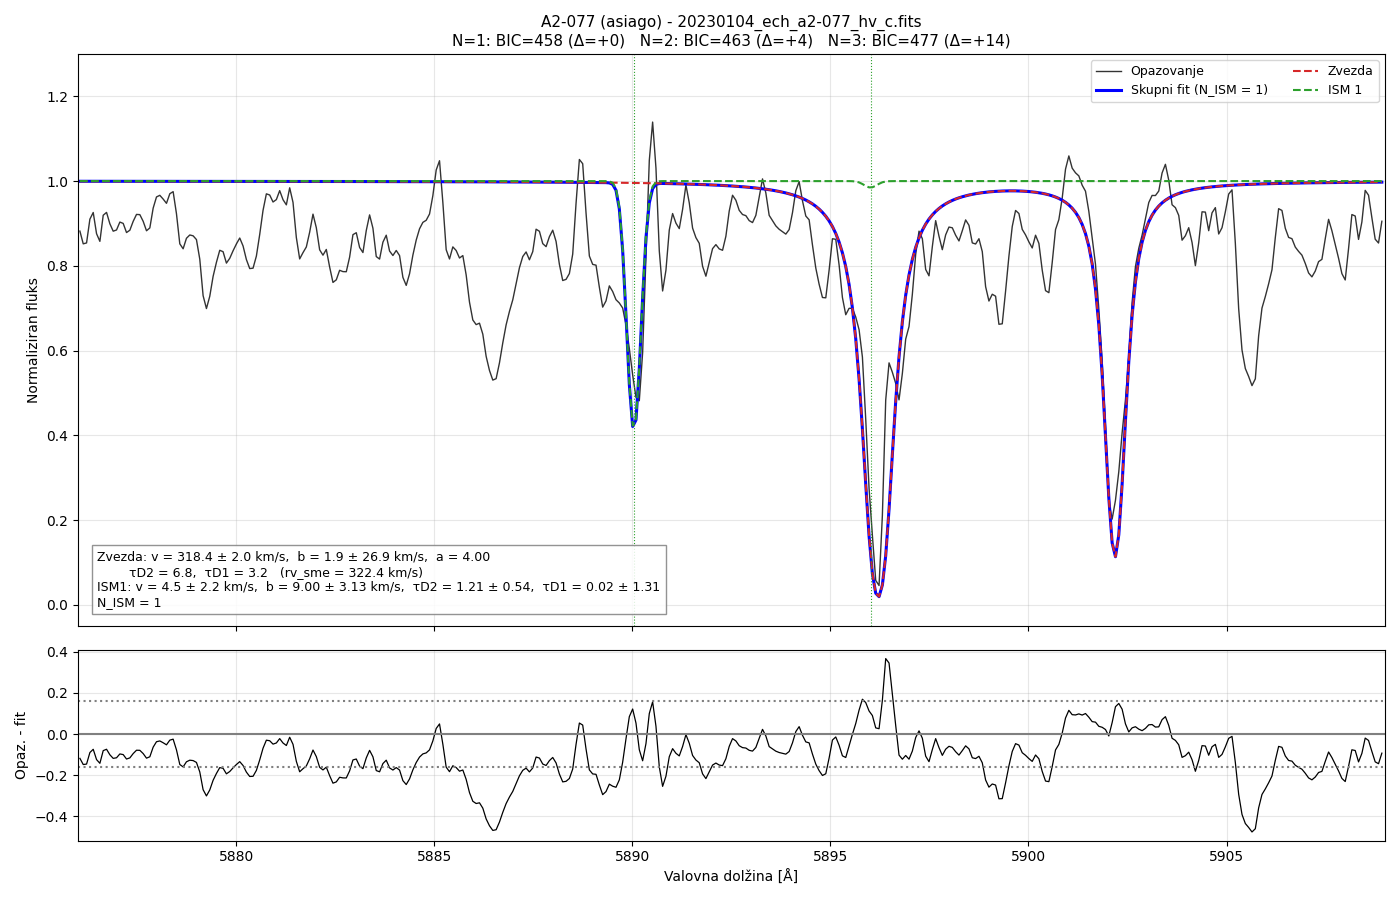 A2-077 (asiago) - 20230104_ech_a2-077_hv_c.fits
N=1: BIC=458 (Δ=+0)   N=2: BIC=463 (Δ=+4)   N=3: BIC=477 (Δ=+14)
Opazovanje
Skupni fit (N_ISM = 1)
Zvezda
ISM 1
Normaliziran fluks
1.2
1.0
0.8
0.6
0.4
0.2
0.0
Zvezda: v = 318.4 ± 2.0 km/s,  b = 1.9 ± 26.9 km/s,  a = 4.00
τD2 = 6.8,  τD1 = 3.2   (rv_sme = 322.4 km/s)
ISM1: v = 4.5 ± 2.2 km/s,  b = 9.00 ± 3.13 km/s,  τD2 = 1.21 ± 0.54,  τD1 = 0.02 ± 1.31
N_ISM = 1
Opaz. - fit
0.4
0.2
0.0
−0.2
−0.4
5880 5885 5890 5895 5900 5905
Valovna dolžina [Å]